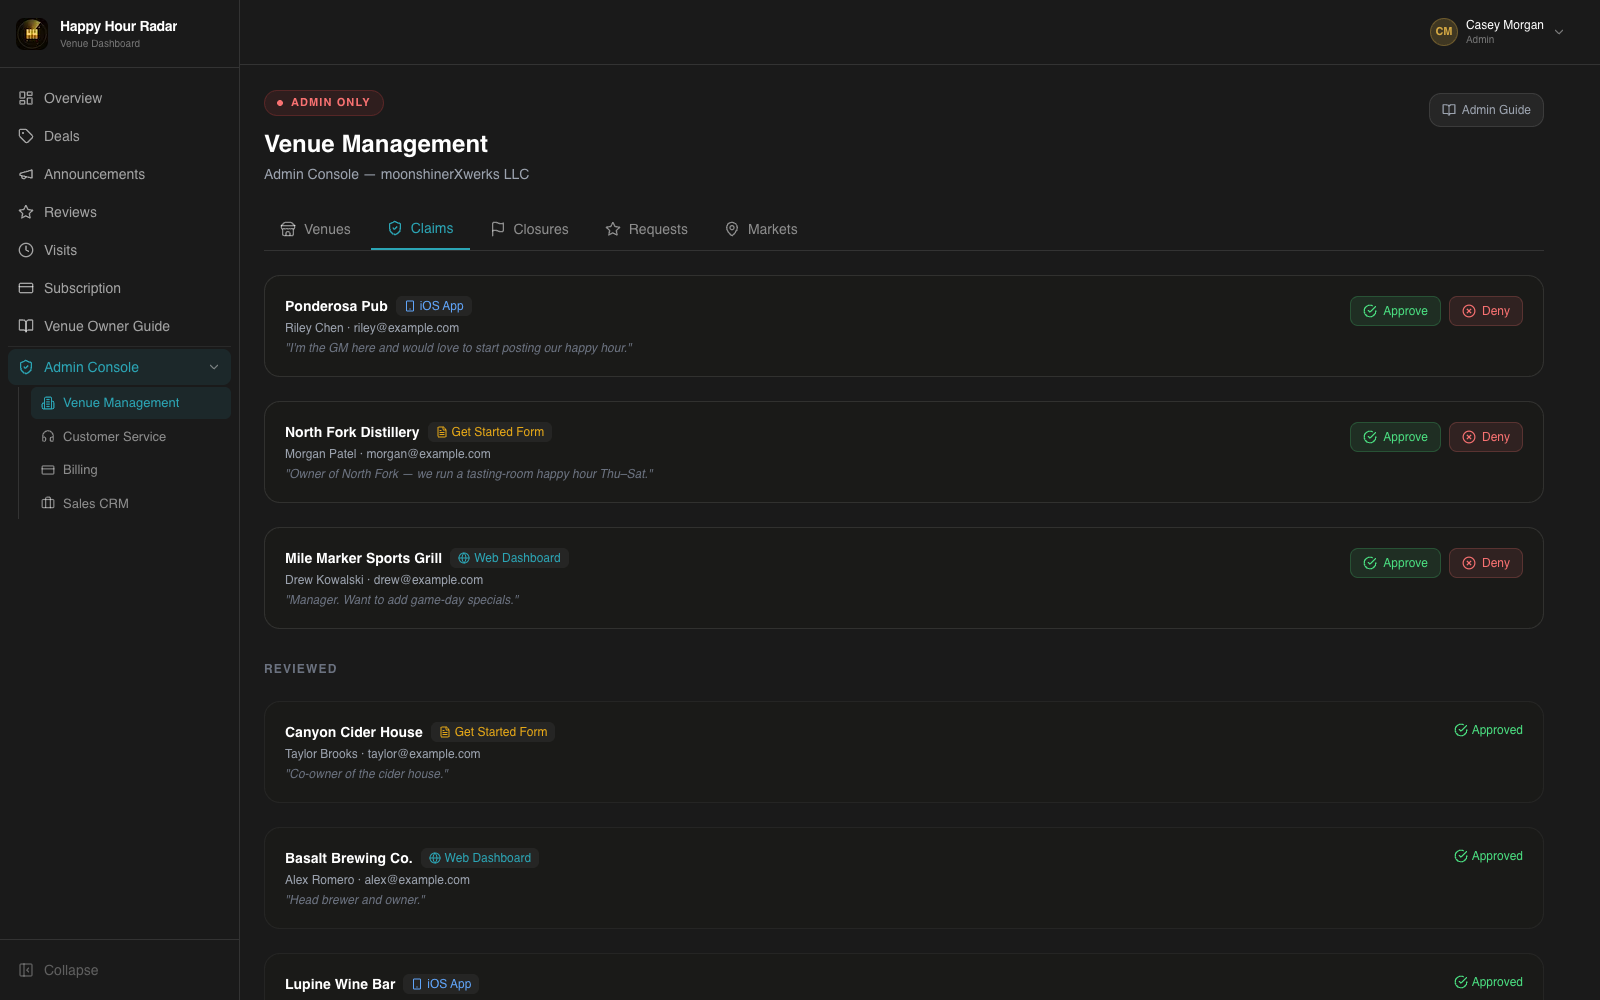 Happy Hour Radar
Venue Dashboard
Overview
Deals
Announcements
Reviews
Visits
Subscription
Venue Owner Guide
Admin Console
Venue Management
Customer Service
Billing
Sales CRM
Collapse
CM
Casey Morgan
Admin
ADMIN ONLY
Admin Guide
Venue Management
Admin Console — moonshinerXwerks LLC
Venues
Claims
Closures
Requests
Markets
Ponderosa Pub iOS App
Riley Chen · riley@example.com
"I'm the GM here and would love to start posting our happy hour."
Approve Deny
North Fork Distillery Get Started Form
Morgan Patel · morgan@example.com
"Owner of North Fork — we run a tasting-room happy hour Thu–Sat."
Approve Deny
Mile Marker Sports Grill Web Dashboard
Drew Kowalski · drew@example.com
"Manager. Want to add game-day specials."
Approve Deny
REVIEWED
Canyon Cider House Get Started Form
Taylor Brooks · taylor@example.com
"Co-owner of the cider house."
Approved
Basalt Brewing Co. Web Dashboard
Alex Romero · alex@example.com
"Head brewer and owner."
Approved
Lupine Wine Bar iOS App
Approved